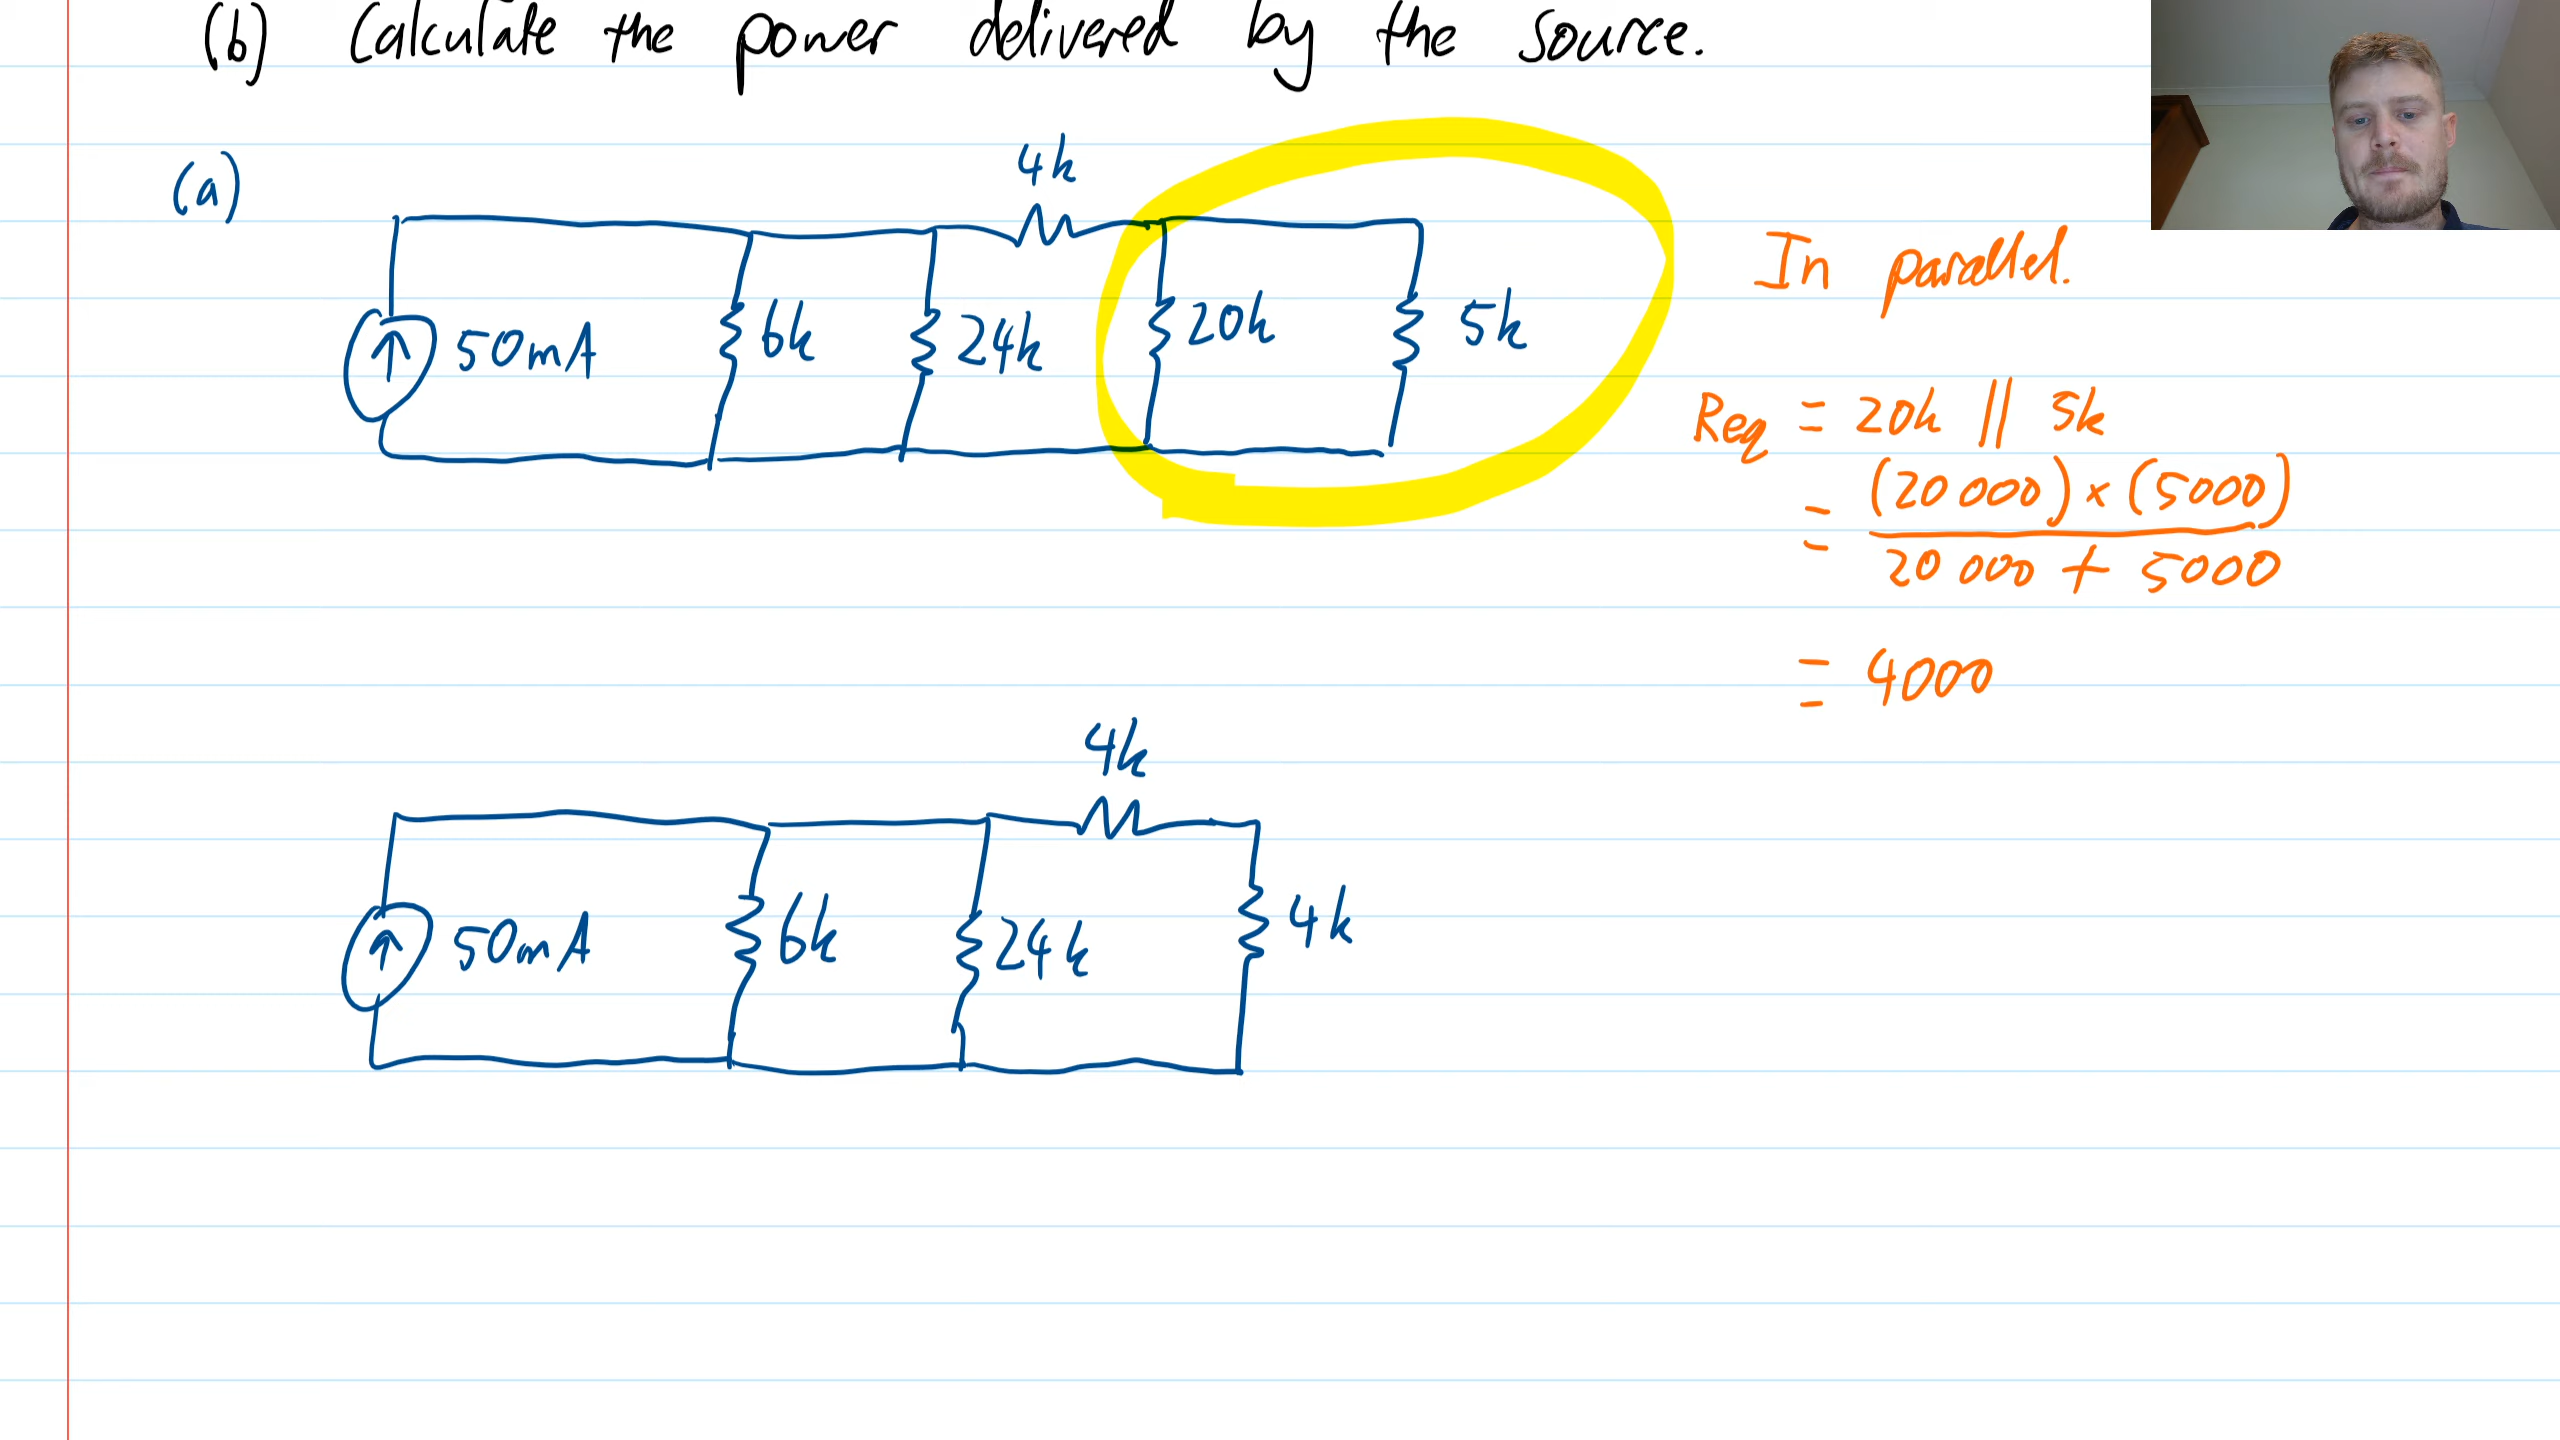 (b) Calculate the power delivered by the source.
(a)
4k
50mA
6k
24k
20k
5k
In parallel.
Req = 20k || 5k
= (20 000) × (5000)
20 000 + 5000
= 4000
4k
50mA
6k
24k
4k